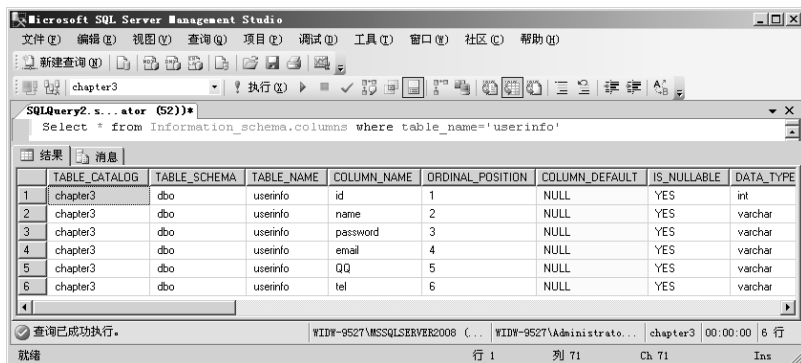 Microsoft SQL Server Management Studio
文件(F) 编辑(E) 视图(V) 查询(Q) 项目(P) 调试(D) 工具(T) 窗口(W) 社区(C) 帮助(H)
新建查询(N)
chapter3 执行(X)
SQLQuery2.s...ator (52))*
Select * from Information_schema.columns where table_name='userinfo'
结果 消息
TABLE_CATALOG TABLE_SCHEMA TABLE_NAME COLUMN_NAME ORDINAL_POSITION COLUMN_DEFAULT IS_NULLABLE DATA_TYPE
1 chapter3 dbo userinfo id 1 NULL YES int
2 chapter3 dbo userinfo name 2 NULL YES varchar
3 chapter3 dbo userinfo password 3 NULL YES varchar
4 chapter3 dbo userinfo email 4 NULL YES varchar
5 chapter3 dbo userinfo QQ 5 NULL YES varchar
6 chapter3 dbo userinfo tel 6 NULL YES varchar
查询已成功执行。 WIDW-9527\MSSQLSERVER2008 (... WIDW-9527\Administrato... chapter3 00:00:00 6 行
就绪 行 1 列 71 Ch 71 Ins